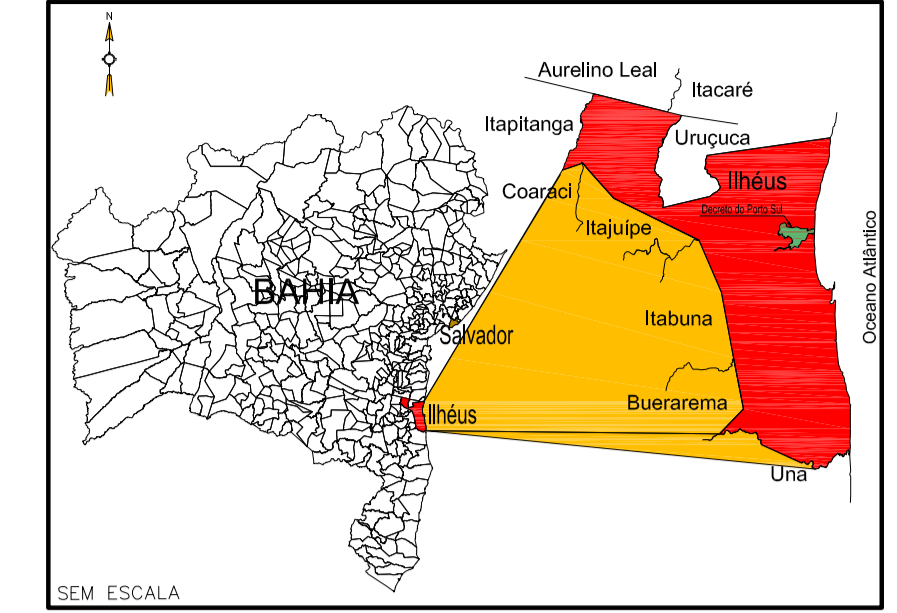 N
Aurelino Leal
Itacaré
Itapitanga
Uruçuca
Ilhéus
Coaraci
Decreto do Porto Sul
Itajuípe
Oceano Atlântico
BAHIA
Itabuna
Salvador
Buerarema
Ilhéus
Una
SEM ESCALA